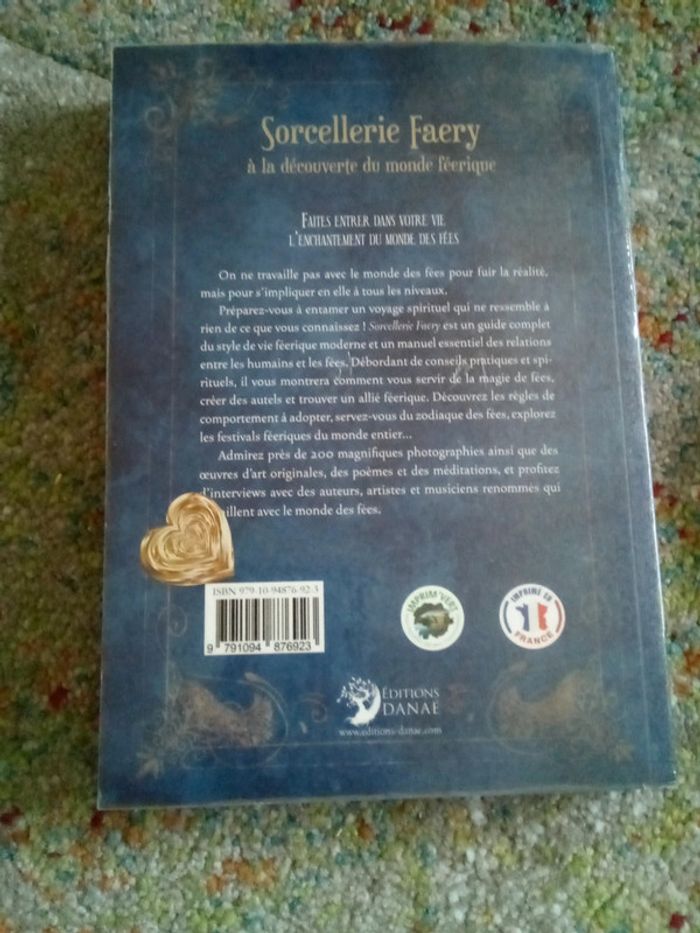 Sorcellerie Faery
à la découverte du monde féerique
Faites entrer dans votre vie
l'enchantement du monde des fées
On ne travaille pas avec le monde des fées pour fuir la réalité,
mais pour s'impliquer en elle à tous les niveaux.
Préparez-vous à entamer un voyage spirituel qui ne ressemble à
rien de ce que vous connaissez ! Sorcellerie Faery est un guide complet
du style de vie féerique moderne et un manuel essentiel des relations
entre les humains et les fées. Débordant de conseils pratiques et spi-
rituels, il vous montrera comment vous servir de la magie de fées,
créer des autels et trouver un allié féerique. Découvrez les règles de
comportement à adopter, servez-vous du zodiaque des fées, explorez
les festivals féeriques du monde entier...
Admirez près de 200 magnifiques photographies ainsi que des
œuvres d'art originales, des poèmes et des méditations, et profitez
d'interviews avec des auteurs, artistes et musiciens renommés qui
aillent avec le monde des fées.
ISBN 979-10-94876-92-3
9 791094 876923
IMPRIM'VERT
IMPRIMÉ EN
FRANCE
ÉDITIONS
DANAÉ
www.editions-danae.com